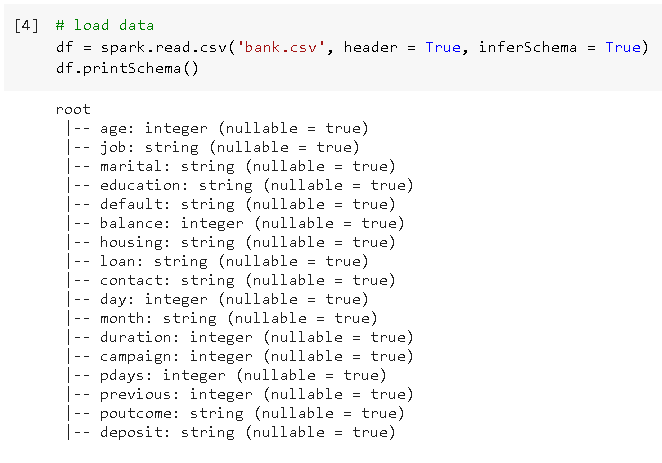 [4] # load data
df = spark.read.csv('bank.csv', header = True, inferSchema = True)
df.printSchema()
root
|-- age: integer (nullable = true)
|-- job: string (nullable = true)
|-- marital: string (nullable = true)
|-- education: string (nullable = true)
|-- default: string (nullable = true)
|-- balance: integer (nullable = true)
|-- housing: string (nullable = true)
|-- loan: string (nullable = true)
|-- contact: string (nullable = true)
|-- day: integer (nullable = true)
|-- month: string (nullable = true)
|-- duration: integer (nullable = true)
|-- campaign: integer (nullable = true)
|-- pdays: integer (nullable = true)
|-- previous: integer (nullable = true)
|-- poutcome: string (nullable = true)
|-- deposit: string (nullable = true)